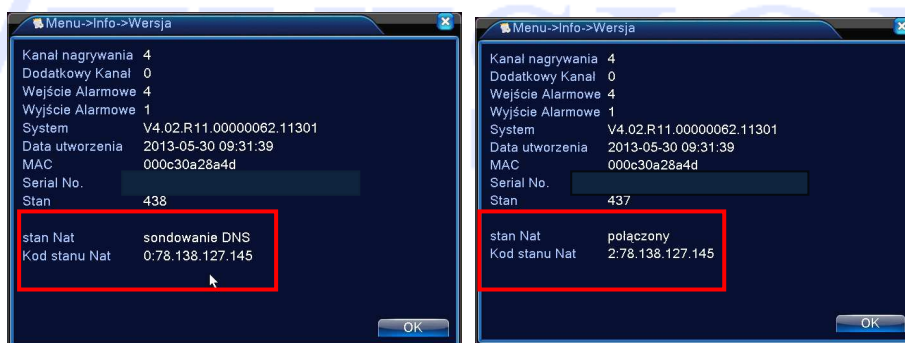 Menu->Info->Wersja
Kanał nagrywania 4
Dodatkowy Kanał 0
Wejście Alarmowe 4
Wyjście Alarmowe 1
System V4.02.R11.00000062.11301
Data utworzenia 2013-05-30 09:31:39
MAC 000c30a28a4d
Serial No.
Stan 438
stan Nat sondowanie DNS
Kod stanu Nat 0:78.138.127.145
OK
Menu->Info->Wersja
Kanał nagrywania 4
Dodatkowy Kanał 0
Wejście Alarmowe 4
Wyjście Alarmowe 1
System V4.02.R11.00000062.11301
Data utworzenia 2013-05-30 09:31:39
MAC 000c30a28a4d
Serial No.
Stan 437
stan Nat połączony
Kod stanu Nat 2:78.138.127.145
OK